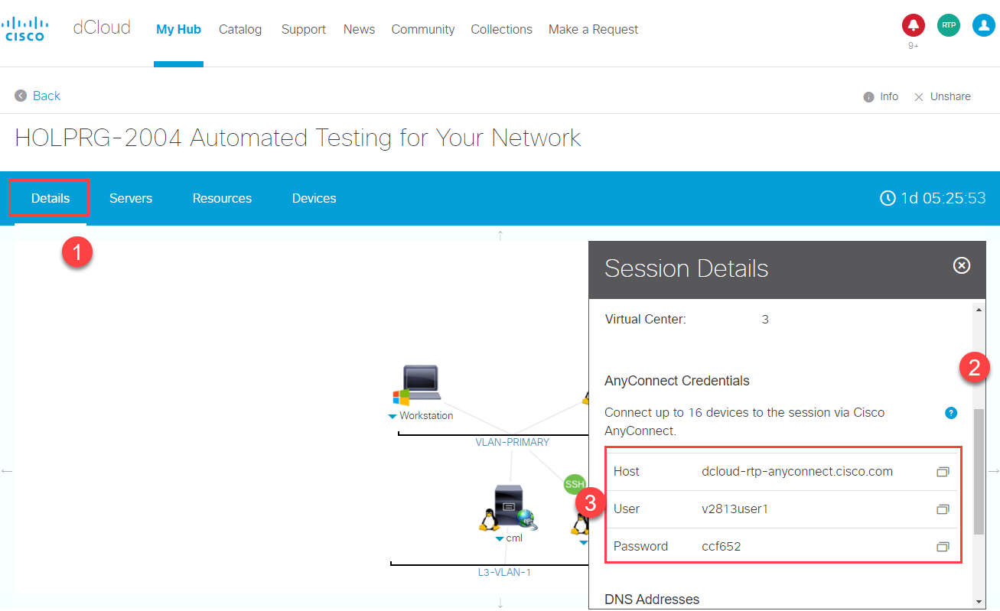 CISCO
dCloud
My Hub
Catalog
Support
News
Community
Collections
Make a Request
RTP
9+
Back
Info
Unshare
HOLPRG-2004 Automated Testing for Your Network
Details
Servers
Resources
Devices
1d 05:25:53
1
Session Details
Virtual Center: 3
2
AnyConnect Credentials
Connect up to 16 devices to the session via Cisco
AnyConnect.
?
Workstation
VLAN-PRIMARY
Host dcloud-rtp-anyconnect.cisco.com
SSH
3
User v2813user1
cml
Password ccf652
L3-VLAN-1
DNS Addresses